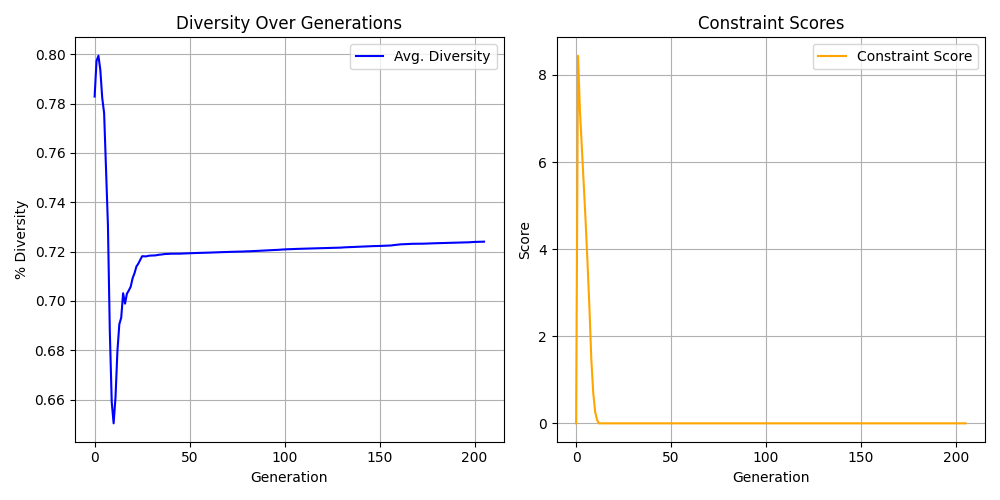 Diversity Over Generations
Avg. Diversity
0.80
0.78
0.76
0.74
0.72
0.70
0.68
0.66
% Diversity
0 50 100 150 200
Generation
Constraint Scores
Constraint Score
8
6
4
2
0
Score
0 50 100 150 200
Generation